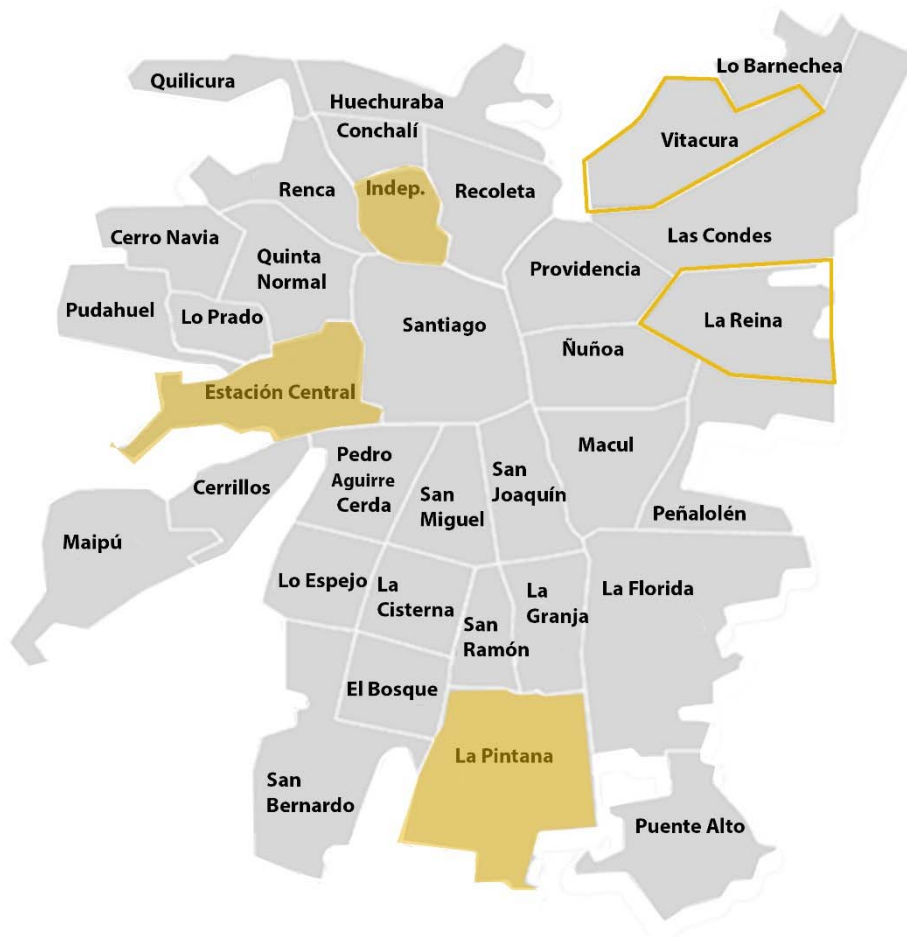 Lo Barnechea
Quilicura
Huechuraba
Conchalí
Vitacura
Renca
Indep.
Recoleta
Cerro Navia
Las Condes
Quinta
Normal
Providencia
Pudahuel
Lo Prado
Santiago
La Reina
Ñuñoa
Estación Central
Pedro
Aguirre
Cerda
Macul
San
Joaquín
Cerrillos
San
Miguel
Peñalolén
Maipú
Lo Espejo
La
Cisterna
La
Granja
La Florida
San
Ramón
El Bosque
La Pintana
San
Bernardo
Puente Alto